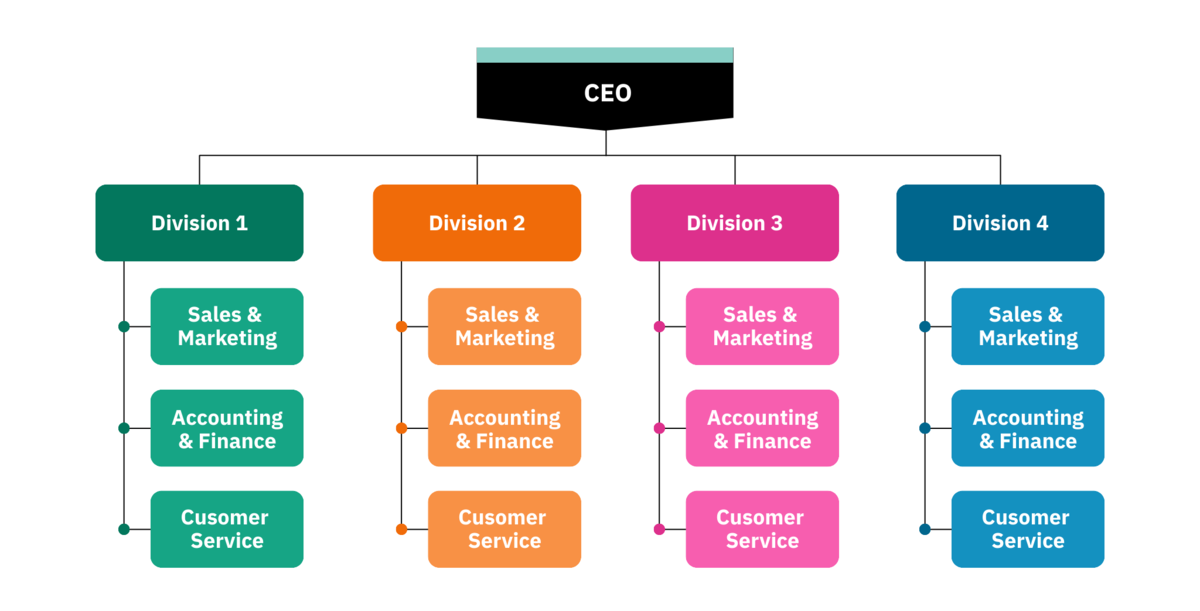 CEO
Division 1
Division 2
Division 3
Division 4
Sales &
Marketing
Sales &
Marketing
Sales &
Marketing
Sales &
Marketing
Accounting
& Finance
Accounting
& Finance
Accounting
& Finance
Accounting
& Finance
Cusomer
Service
Cusomer
Service
Cusomer
Service
Cusomer
Service